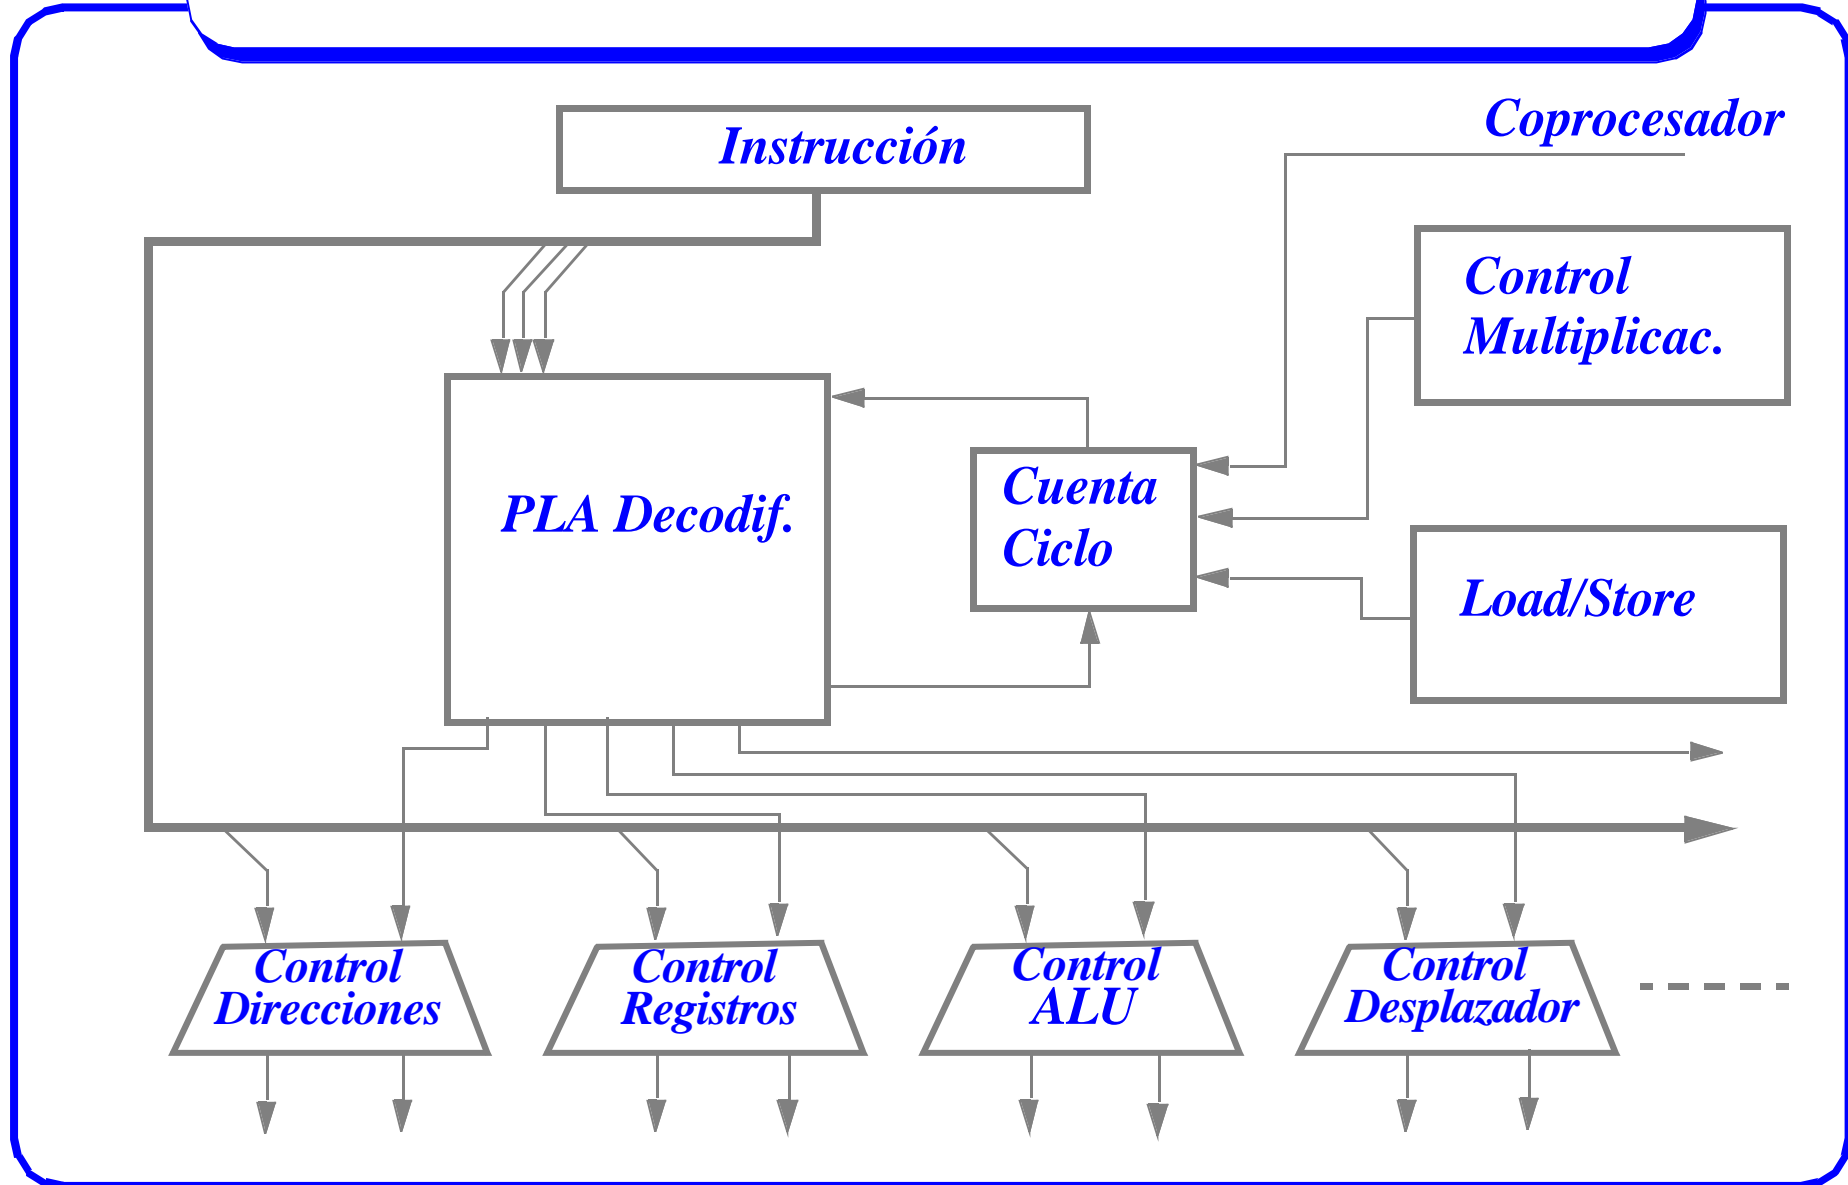 Instrucción
Coprocesador
Control
Multiplicac.
PLA Decodif.
Cuenta
Ciclo
Load/Store
Control
Direcciones
Control
Registros
Control
ALU
Control
Desplazador